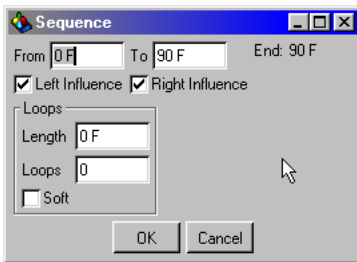 Sequence
From 0 F To 90 F End: 90 F
Left Influence Right Influence
Loops
Length 0 F
Loops 0
Soft
OK Cancel